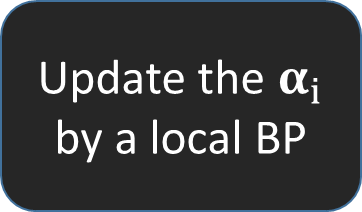 Update the αᵢ
by a local BP